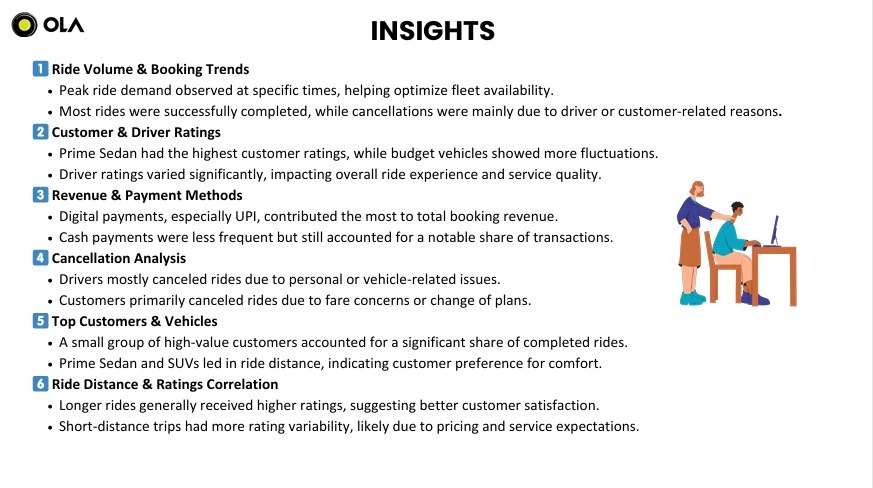 OLA
INSIGHTS
1 Ride Volume & Booking Trends
• Peak ride demand observed at specific times, helping optimize fleet availability.
• Most rides were successfully completed, while cancellations were mainly due to driver or customer-related reasons.
2 Customer & Driver Ratings
• Prime Sedan had the highest customer ratings, while budget vehicles showed more fluctuations.
• Driver ratings varied significantly, impacting overall ride experience and service quality.
3 Revenue & Payment Methods
• Digital payments, especially UPI, contributed the most to total booking revenue.
• Cash payments were less frequent but still accounted for a notable share of transactions.
4 Cancellation Analysis
• Drivers mostly canceled rides due to personal or vehicle-related issues.
• Customers primarily canceled rides due to fare concerns or change of plans.
5 Top Customers & Vehicles
• A small group of high-value customers accounted for a significant share of completed rides.
• Prime Sedan and SUVs led in ride distance, indicating customer preference for comfort.
6 Ride Distance & Ratings Correlation
• Longer rides generally received higher ratings, suggesting better customer satisfaction.
• Short-distance trips had more rating variability, likely due to pricing and service expectations.